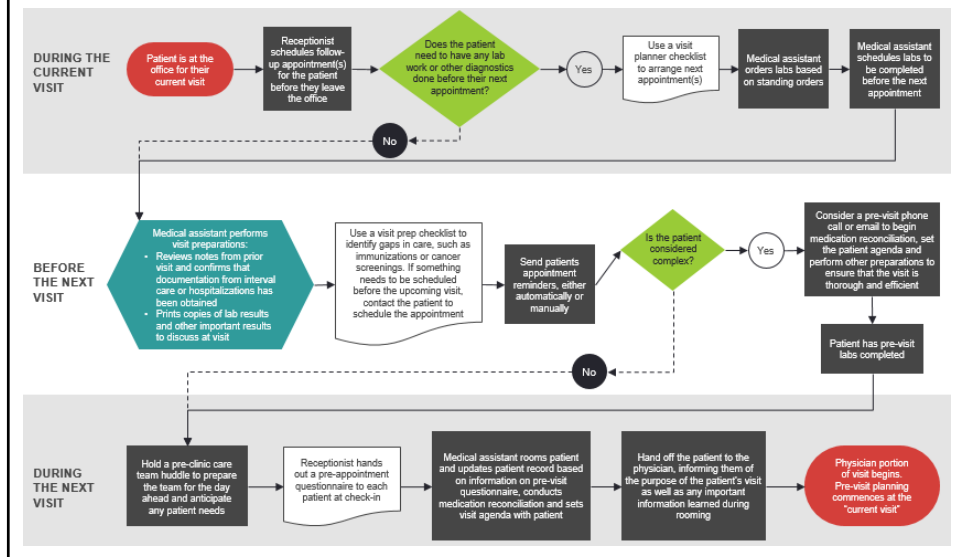 DURING THE
CURRENT
VISIT
Patient is at the
office for their
current visit
Receptionist
schedules follow-
up appointment(s)
for the patient
before they leave
the office
Does the patient
need to have any lab
work or other diagnostics
done before their next
appointment?
Yes
Use a visit
planner checklist
to arrange next
appointment(s)
Medical assistant
orders labs based
on standing orders
Medical assistant
schedules labs to
be completed
before the next
appointment
No
BEFORE
THE NEXT
VISIT
Medical assistant performs
visit preparations:
• Reviews notes from prior
visit and confirms that
documentation from interval
care or hospitalizations has
been obtained
• Prints copies of lab results
and other important results
to discuss at visit
Use a visit prep checklist to
identify gaps in care, such as
immunizations or cancer
screenings. If something
needs to be scheduled
before the upcoming visit,
contact the patient to
schedule the appointment
Send patients
appointment
reminders, either
automatically or
manually
Is the patient
considered
complex?
Yes
Consider a pre-visit phone
call or email to begin
medication reconciliation, set
the patient agenda and
perform other preparations to
ensure that the visit is
thorough and efficient
Patient has pre-visit
labs completed
No
DURING
THE NEXT
VISIT
Hold a pre-clinic care
team huddle to prepare
the team for the day
ahead and anticipate
any patient needs
Receptionist hands
out a pre-appointment
questionnaire to each
patient at check-in
Medical assistant rooms patient
and updates patient record based
on information on pre-visit
questionnaire, conducts
medication reconciliation and sets
visit agenda with patient
Hand off the patient to the
physician, informing them of
the purpose of the patient's visit
as well as any important
information learned during
rooming
Physician portion
of visit begins.
Pre-visit planning
commences at the
"current visit"